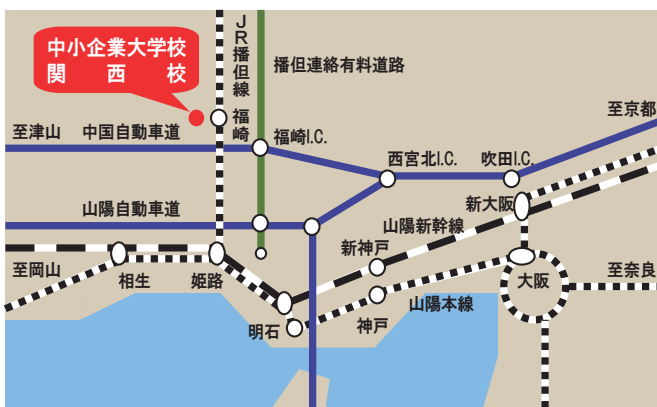 中小企業大学校
関西校
JR播但線
播但連絡有料道路
福崎
至京都
至津山
中国自動車道
福崎I.C.
西宮北I.C.
吹田I.C.
山陽自動車道
新大阪
山陽新幹線
新神戸
至岡山
相生
姫路
大阪
至奈良
山陽本線
明石
神戸